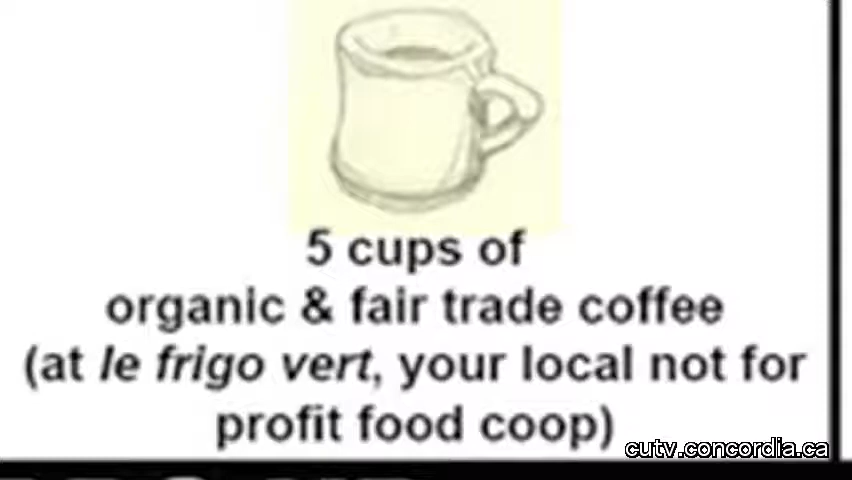 5 cups of
organic & fair trade coffee
(at le frigo vert, your local not for
profit food coop)
cutv.concordia.ca